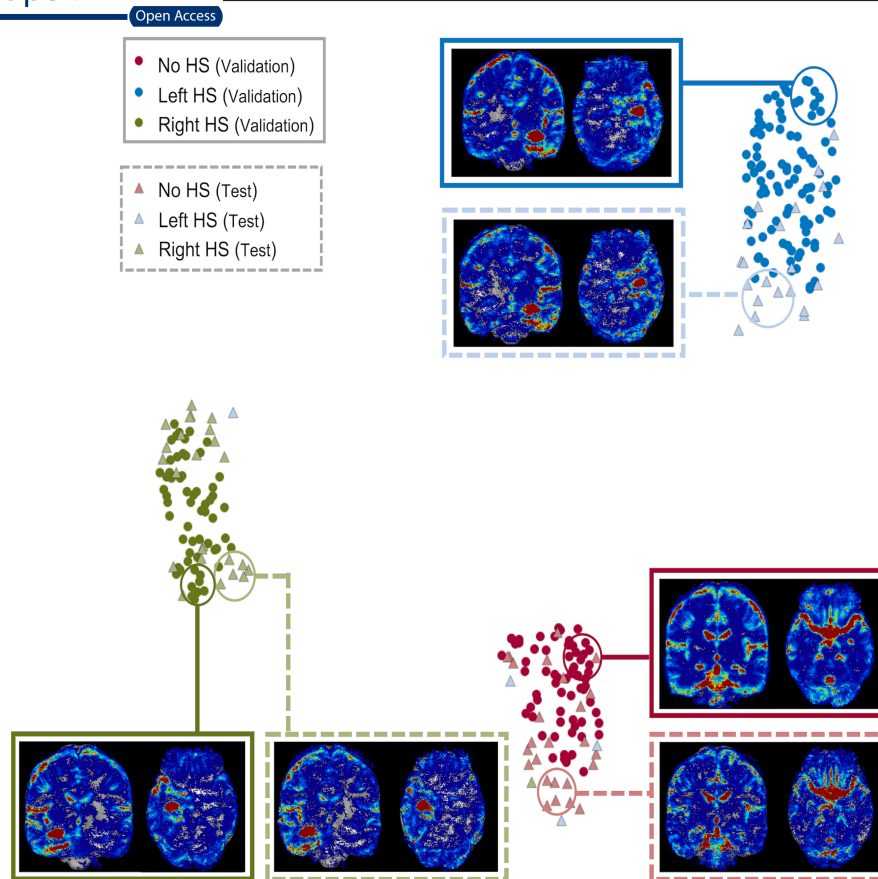 Open Access
No HS (Validation)
Left HS (Validation)
Right HS (Validation)
No HS (Test)
Left HS (Test)
Right HS (Test)